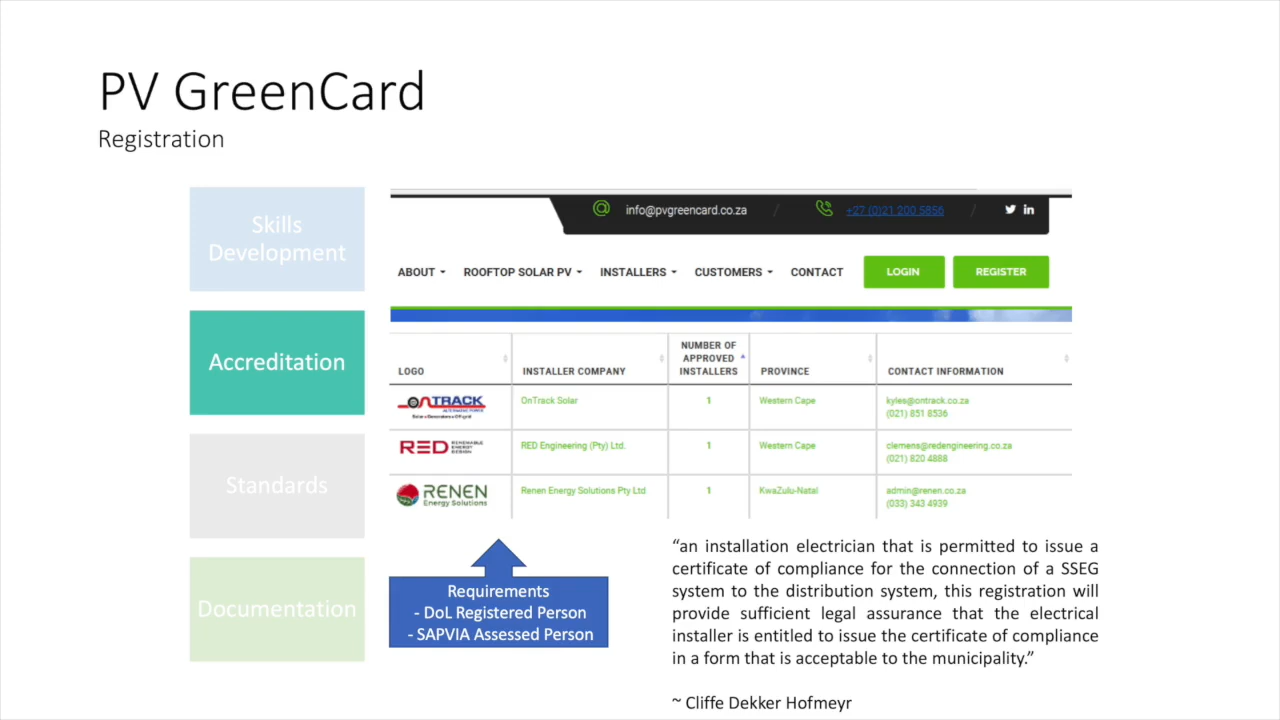 PV GreenCard
Registration
Skills
Development
Accreditation
Standards
Documentation
info@pvgreencard.co.za / +27 (0)21 200 5856 /
ABOUT ROOFTOP SOLAR PV INSTALLERS CUSTOMERS CONTACT LOGIN REGISTER
LOGO
INSTALLER COMPANY
NUMBER OF
APPROVED
INSTALLERS
PROVINCE
CONTACT INFORMATION
ONTRACK
OnTrack Solar
1
Western Cape
kyles@ontrack.co.za
(021) 851 8536
RED RENEWABLE
ENERGY
DESIGN
RED Engineering (Pty) Ltd.
1
Western Cape
clemens@redengineering.co.za
(021) 820 4888
RENEN
Energy Solutions
Renen Energy Solutions Pty Ltd
1
KwaZulu-Natal
admin@renen.co.za
(033) 343 4939
Requirements
- DoL Registered Person
- SAPVIA Assessed Person
“an installation electrician that is permitted to issue a
certificate of compliance for the connection of a SSEG
system to the distribution system, this registration will
provide sufficient legal assurance that the electrical
installer is entitled to issue the certificate of compliance
in a form that is acceptable to the municipality.”
~ Cliffe Dekker Hofmeyr